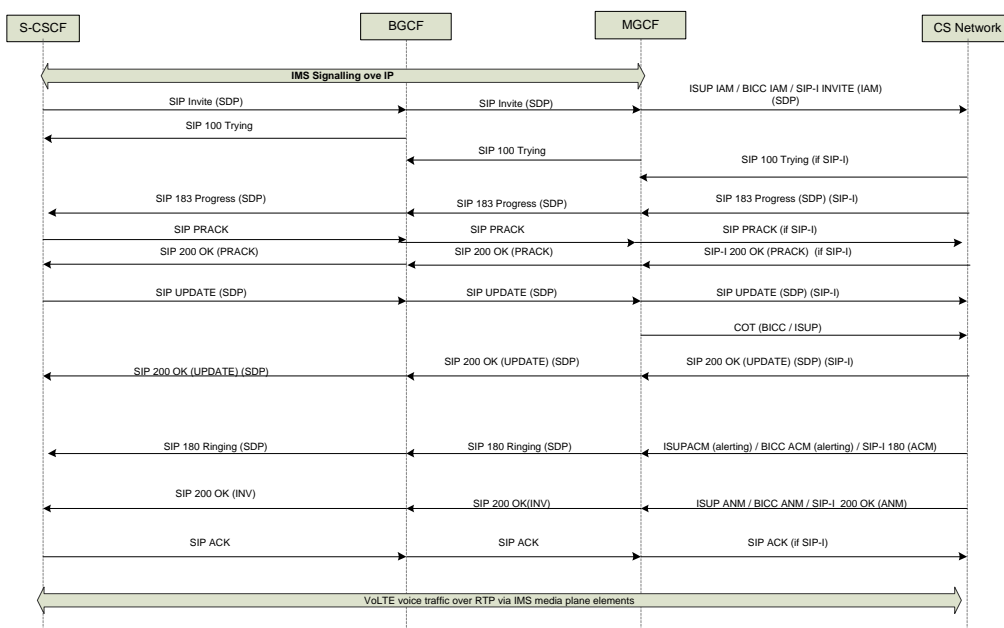 S-CSCF
BGCF
MGCF
CS Network
IMS Signalling ove IP
SIP Invite (SDP)
SIP Invite (SDP)
ISUP IAM / BICC IAM / SIP-I INVITE (IAM)
(SDP)
SIP 100 Trying
SIP 100 Trying
SIP 100 Trying (if SIP-I)
SIP 183 Progress (SDP)
SIP 183 Progress (SDP)
SIP 183 Progress (SDP) (SIP-I)
SIP PRACK
SIP PRACK
SIP PRACK (if SIP-I)
SIP 200 OK (PRACK)
SIP 200 OK (PRACK)
SIP-I 200 OK (PRACK) (if SIP-I)
SIP UPDATE (SDP)
SIP UPDATE (SDP)
SIP UPDATE (SDP) (SIP-I)
COT (BICC / ISUP)
SIP 200 OK (UPDATE) (SDP)
SIP 200 OK (UPDATE) (SDP)
SIP 200 OK (UPDATE) (SDP) (SIP-I)
SIP 180 Ringing (SDP)
SIP 180 Ringing (SDP)
ISUPACM (alerting) / BICC ACM (alerting) / SIP-I 180 (ACM)
SIP 200 OK (INV)
SIP 200 OK(INV)
ISUP ANM / BICC ANM / SIP-I 200 OK (ANM)
SIP ACK
SIP ACK
SIP ACK (if SIP-I)
VoLTE voice traffic over RTP via IMS media plane elements